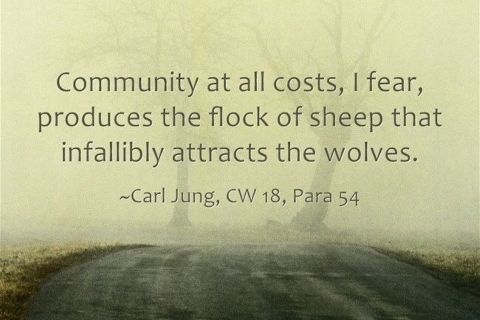 Community at all costs, I fear,
produces the flock of sheep that
infallibly attracts the wolves.
~Carl Jung, CW 18, Para 54